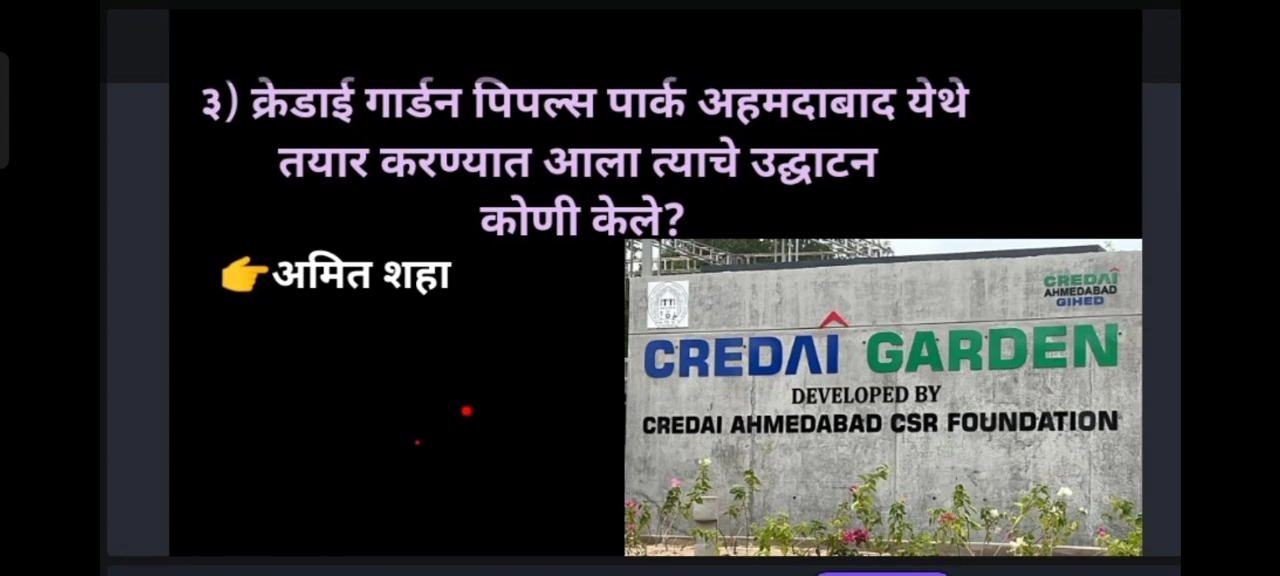 ३) क्रेडाई गार्डन पिपल्स पार्क अहमदाबाद येथे
तयार करण्यात आला त्याचे उद्घाटन
कोणी केले?
👉अमित शहा
CREDAI
AHMEDABAD
GIHED
CREDAI GARDEN
DEVELOPED BY
CREDAI AHMEDABAD CSR FOUNDATION